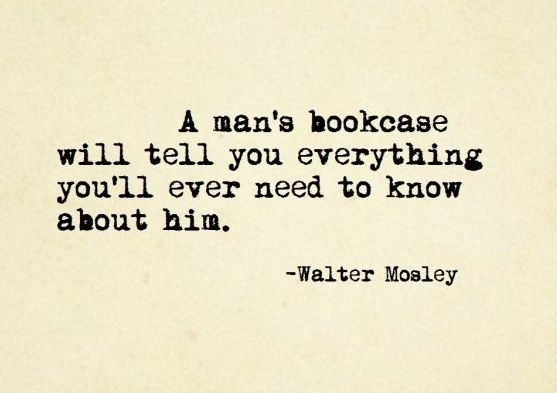 A man's bookcase
will tell you everything
you'll ever need to know
about him.
-Walter Mosley